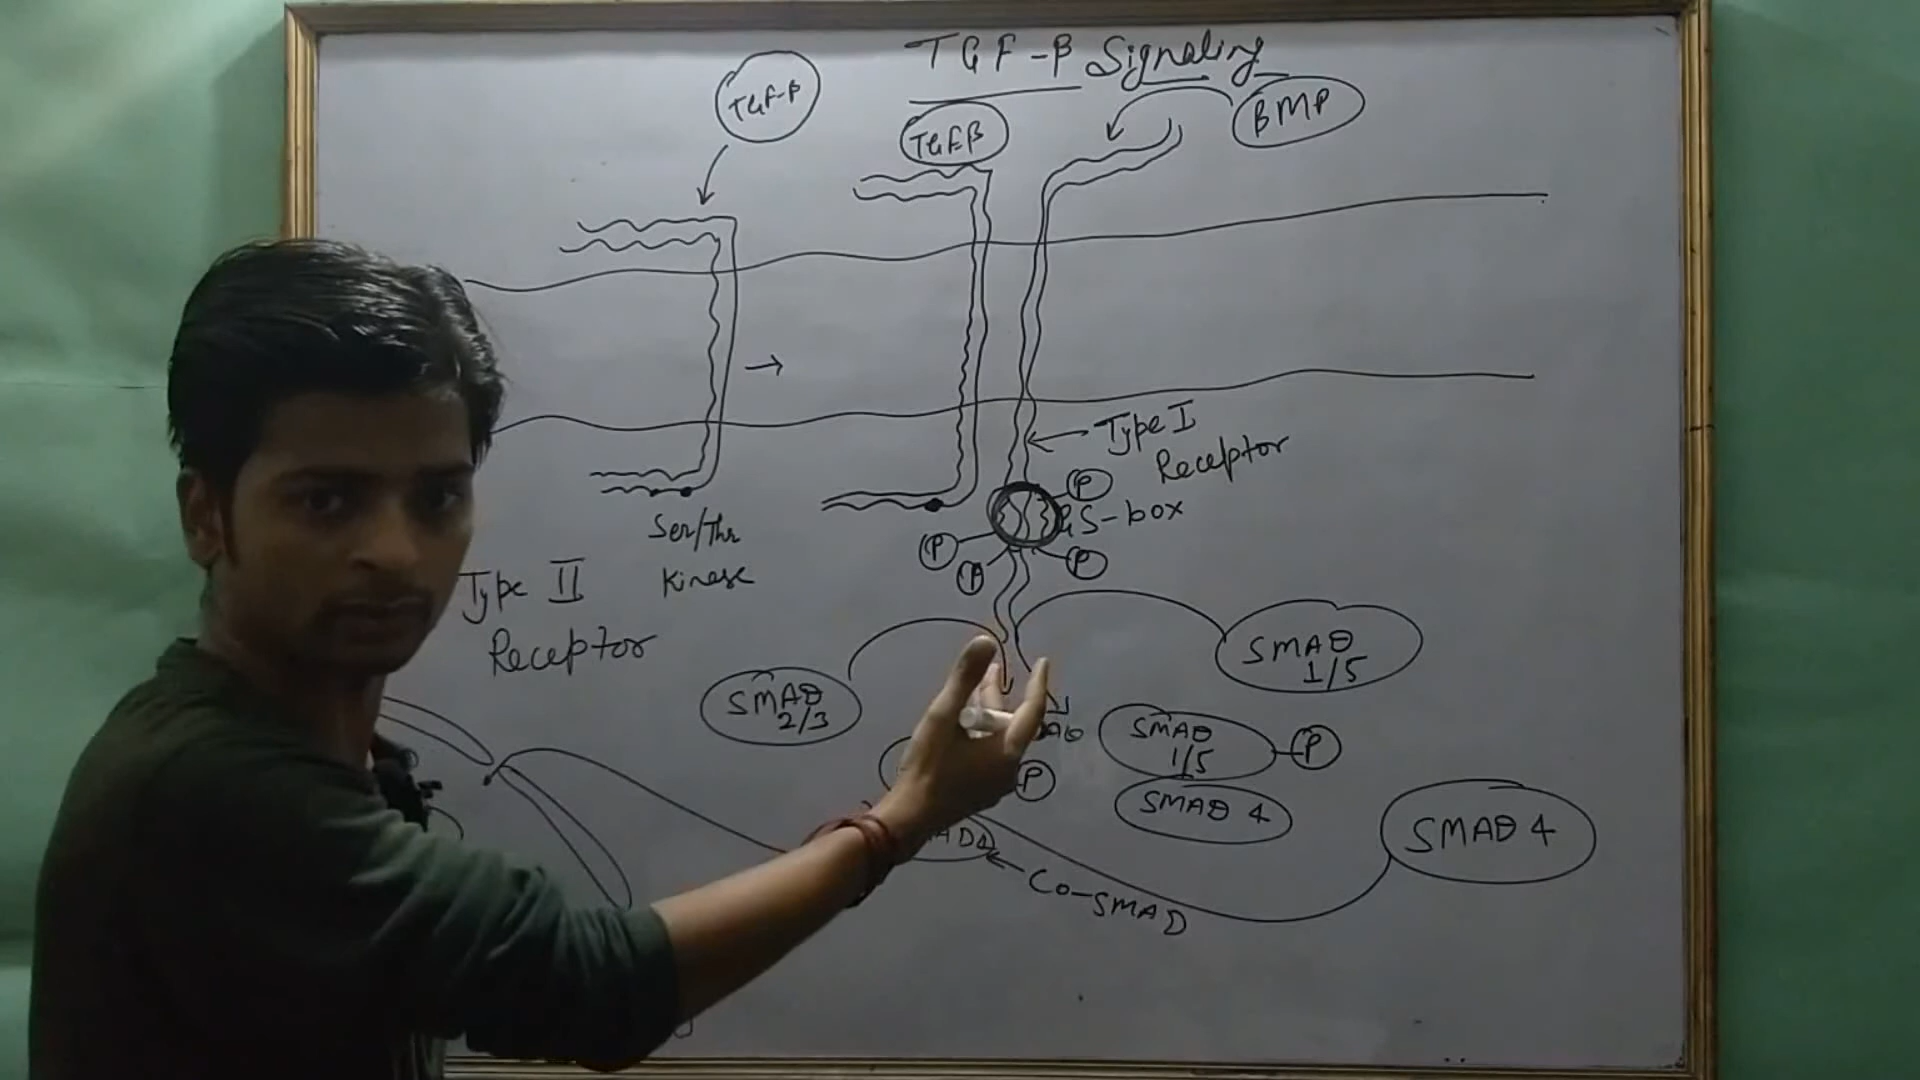 TGF-β Signaling
TGF-β
TGFβ
BMP
Type I
Receptor
P
GS-box
P
P
P
Ser/Thr
Kinase
Type II
Receptor
SMAD
1/5
SMAD
2/3
SMAD
1/5
P
P
SMAD 4
SMAD 4
Co-SMAD